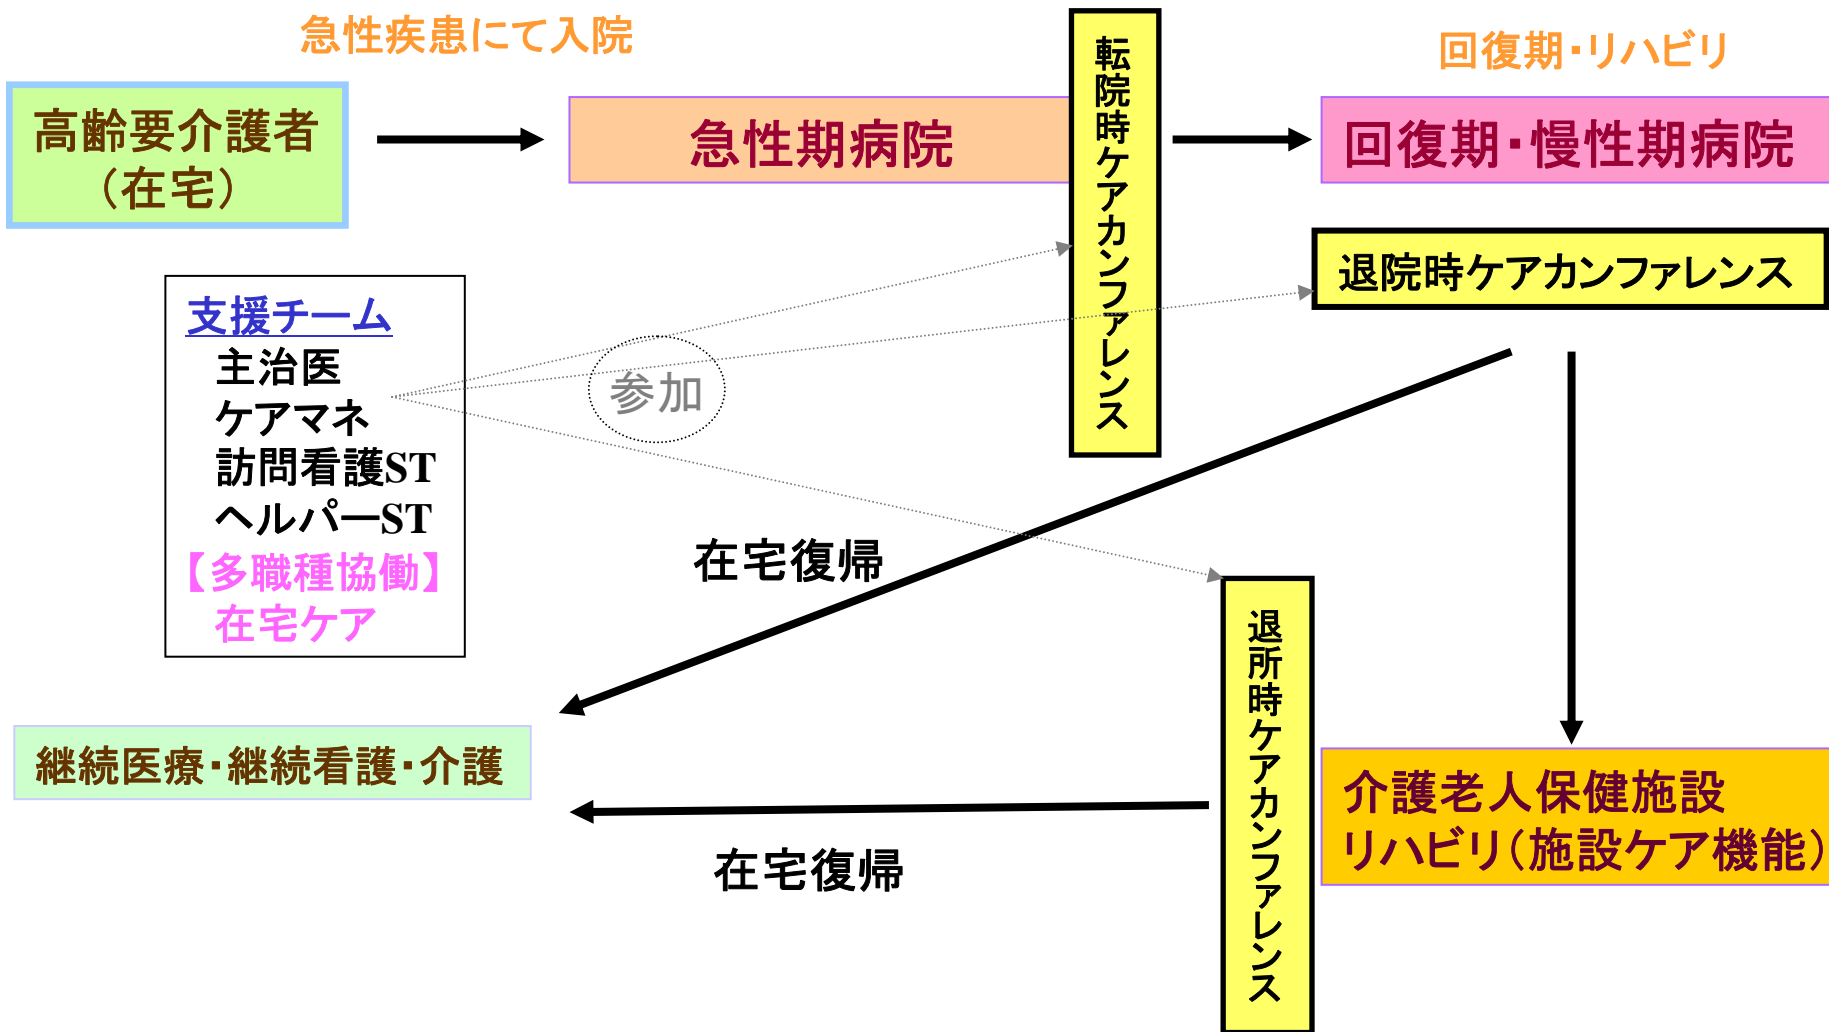 急性疾患にて入院
回復期・リハビリ
高齢要介護者
（在宅）
急性期病院
転院時ケアカンファレンス
回復期・慢性期病院
退院時ケアカンファレンス
支援チーム
主治医
ケアマネ
訪問看護ST
ヘルパーST
【多職種協働】
在宅ケア
参加
在宅復帰
退所時ケアカンファレンス
継続医療・継続看護・介護
介護老人保健施設
リハビリ（施設ケア機能）
在宅復帰